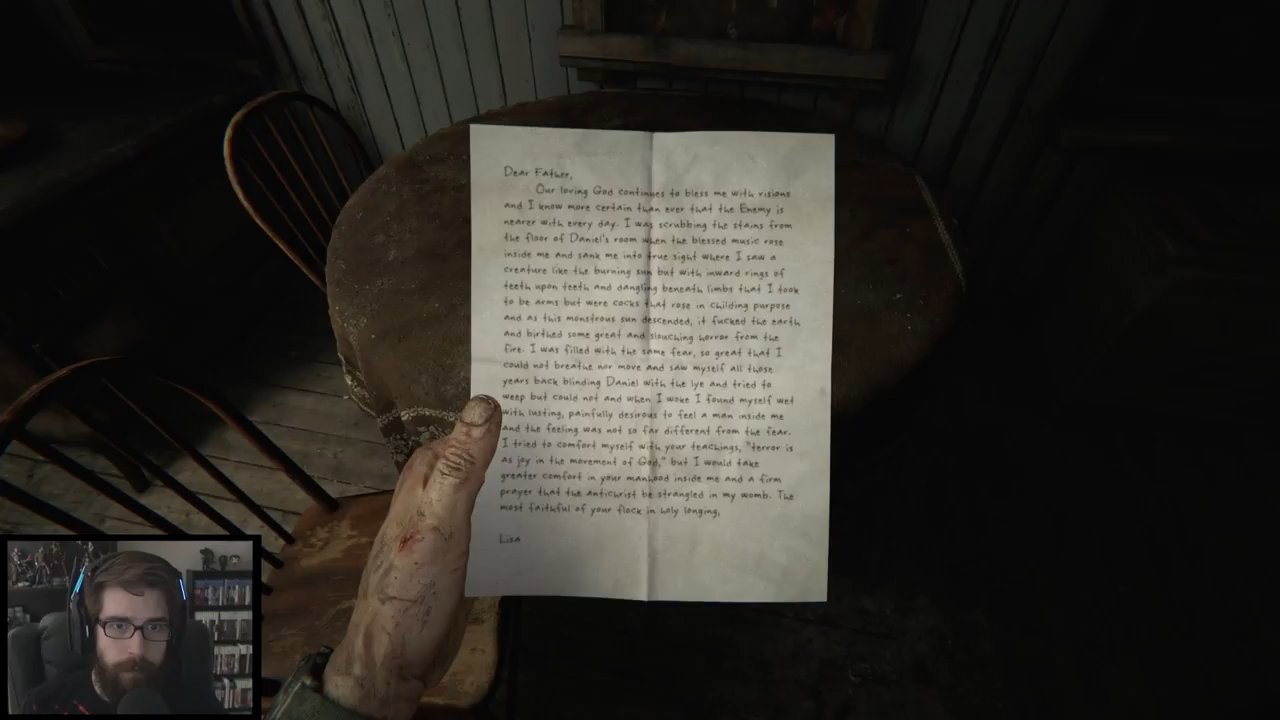 Dear Father,
Our loving God continues to bless me with visions
and I know more certain than ever that the Enemy is
nearer with every day. I was scrubbing the stains from
the floor of Daniel's room when the blessed music rose
inside me and sank me into true sight where I saw a
creature like the burning sun but with inward rings of
teeth upon teeth and dangling beneath limbs that I took
to be arms but were cocks that rose in childing purpose
and as this monstrous sun descended, it fucked the earth
and birthed some great and slouching horror from the
fire. I was filled with the same fear, so great that I
could not breathe nor move and saw myself all those
years back blinding Daniel with the lye and tried to
weep but could not and when I woke I found myself wet
with lusting, painfully desirous to feel a man inside me
and the feeling was not so far different from the fear.
I tried to comfort myself with your teachings, "terror is
as joy in the movement of God," but I would take
greater comfort in your manhood inside me and a firm
prayer that the antichrist be strangled in my womb. The
most faithful of your flock in holy longing,
Lisa